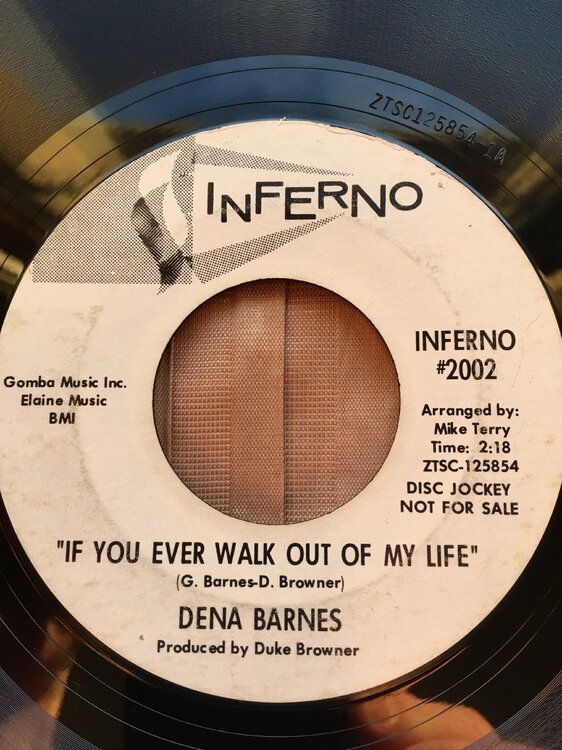 ZTSC125854-1A
INFERNO
INFERNO
#2002
Gomba Music Inc.
Elaine Music
BMI
Arranged by:
Mike Terry
Time: 2:18
ZTSC-125854
DISC JOCKEY
NOT FOR SALE
"IF YOU EVER WALK OUT OF MY LIFE"
(G. Barnes-D. Browner)
DENA BARNES
Produced by Duke Browner